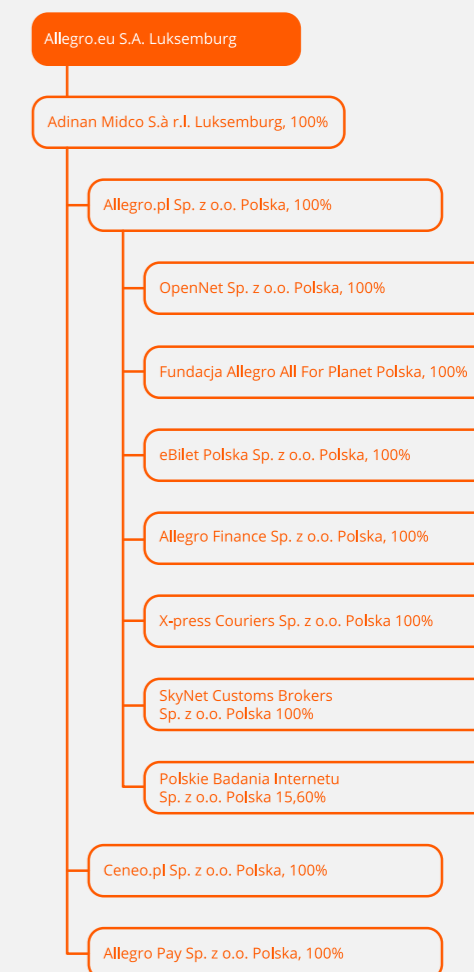 Allegro.eu S.A. Luksemburg
Adinan Midco S.à r.l. Luksemburg, 100%
Allegro.pl Sp. z o.o. Polska, 100%
OpenNet Sp. z o.o. Polska, 100%
Fundacja Allegro All For Planet Polska, 100%
eBilet Polska Sp. z o.o. Polska, 100%
Allegro Finance Sp. z o.o. Polska, 100%
X-press Couriers Sp. z o.o. Polska 100%
SkyNet Customs Brokers
Sp. z o.o. Polska 100%
Polskie Badania Internetu
Sp. z o.o. Polska 15,60%
Ceneo.pl Sp. z o.o. Polska, 100%
Allegro Pay Sp. z o.o. Polska, 100%